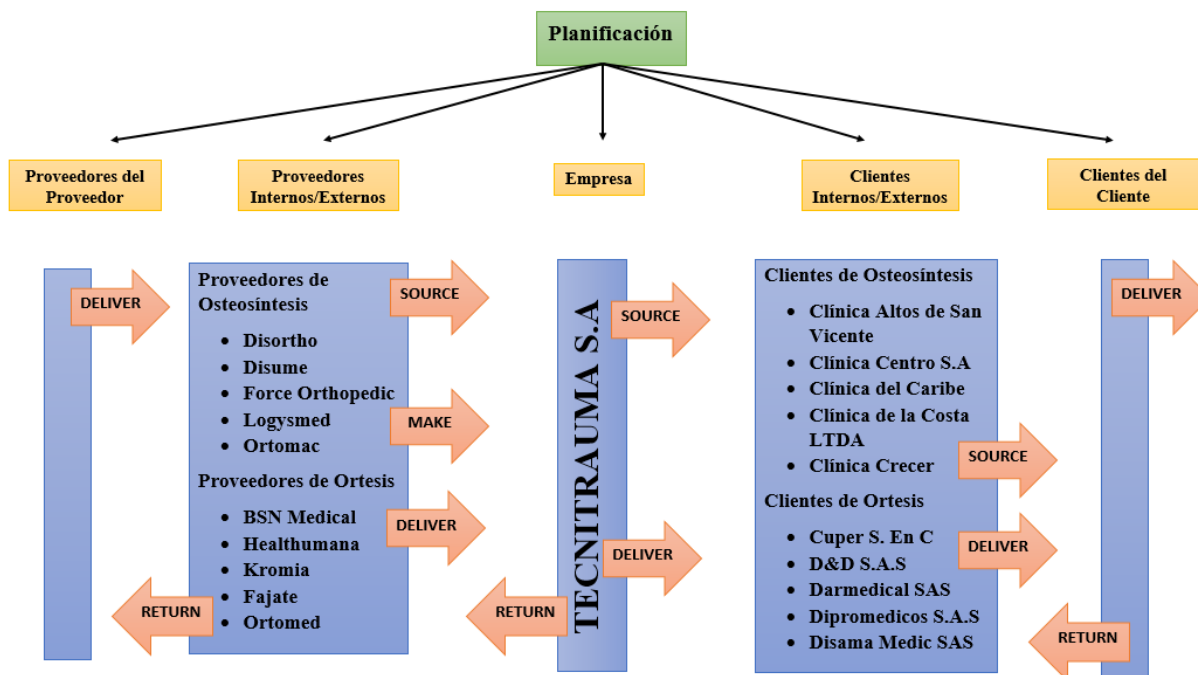 Planificación
Proveedores del
Proveedor
Proveedores
Internos/Externos
Empresa
Clientes
Internos/Externos
Clientes del
Cliente
DELIVER
Proveedores de
Osteosíntesis
• Disortho
• Disume
• Force Orthopedic
• Logysmed
• Ortomac
Proveedores de Ortesis
• BSN Medical
• Healthumana
• Kromia
• Fajate
• Ortomed
RETURN
SOURCE
MAKE
DELIVER
RETURN
TECNITRAUMA S.A
SOURCE
DELIVER
Clientes de Osteosíntesis
• Clínica Altos de San
Vicente
• Clínica Centro S.A
• Clínica del Caribe
• Clínica de la Costa
LTDA
• Clínica Crecer
Clientes de Ortesis
• Cuper S. En C
• D&D S.A.S
• Darmedical SAS
• Dipromedicos S.A.S
• Disama Medic SAS
SOURCE
DELIVER
RETURN
DELIVER